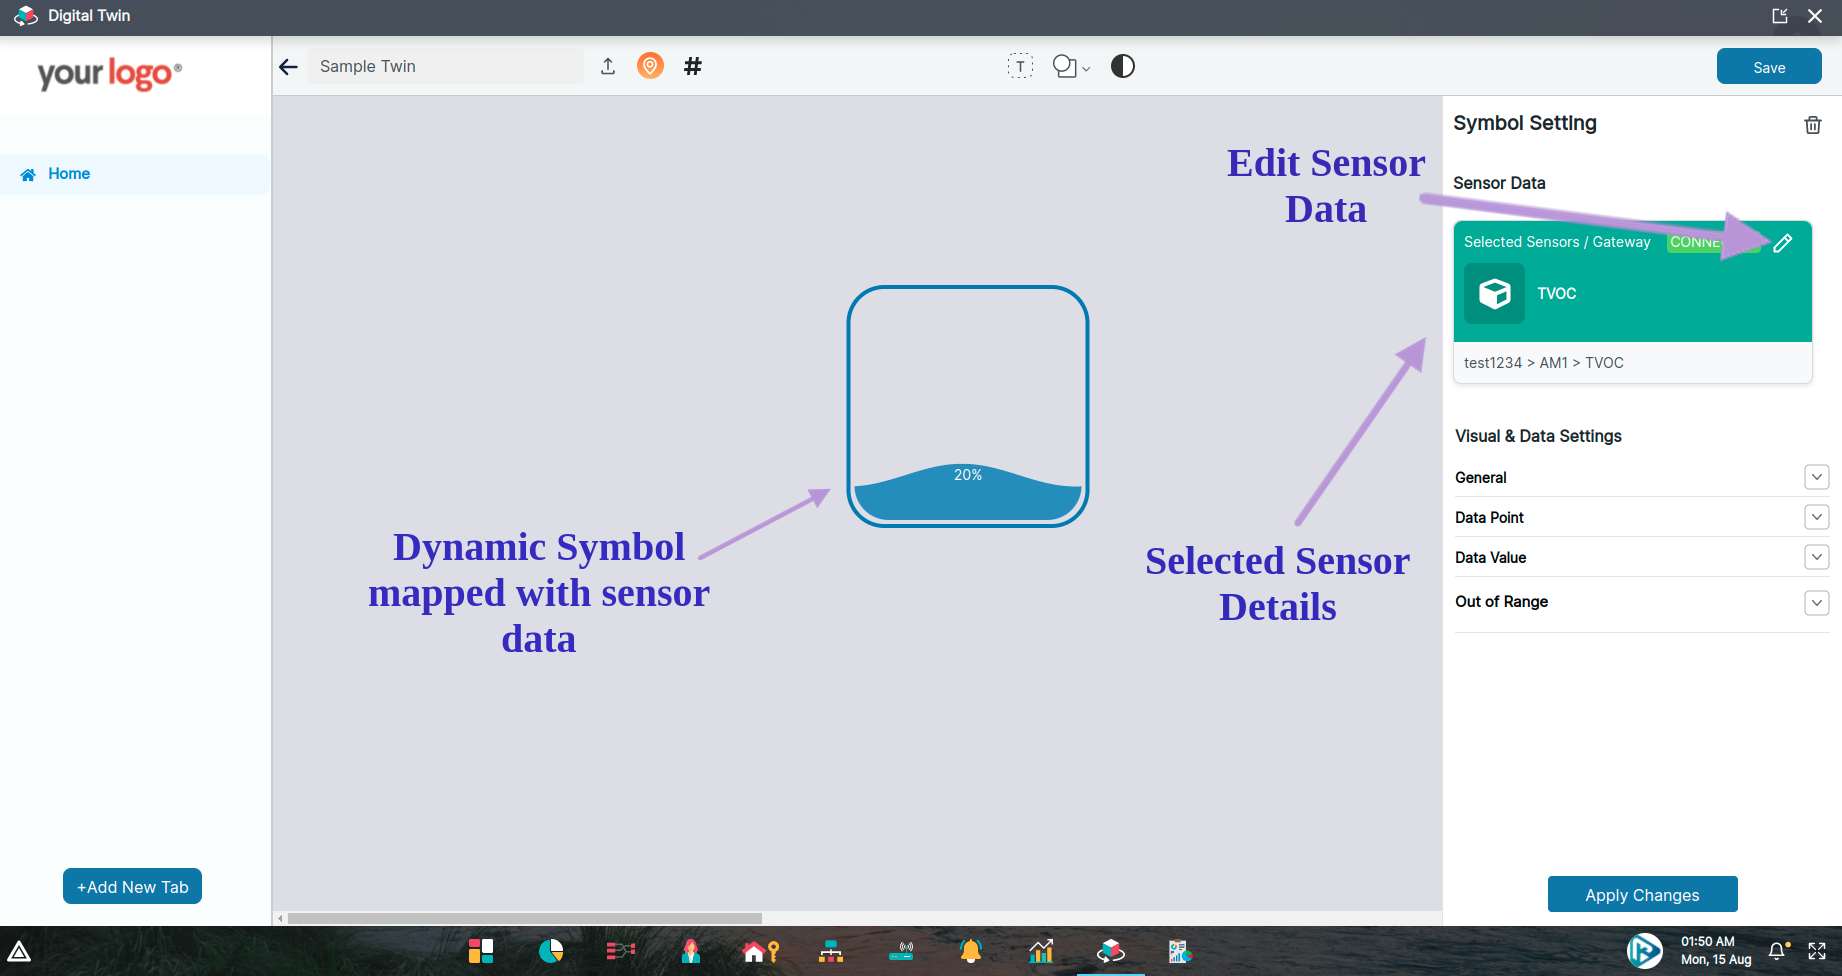 Digital Twin
your logo®
Sample Twin
#
T
Save
Home
Symbol Setting
Edit Sensor
Data
Sensor Data
Selected Sensors / Gateway
TVOC
test1234 > AM1 > TVOC
Visual & Data Settings
General
Data Point
Data Value
Out of Range
20%
Dynamic Symbol
mapped with sensor
data
Selected Sensor
Details
+Add New Tab
Apply Changes
01:50 AM
Mon, 15 Aug